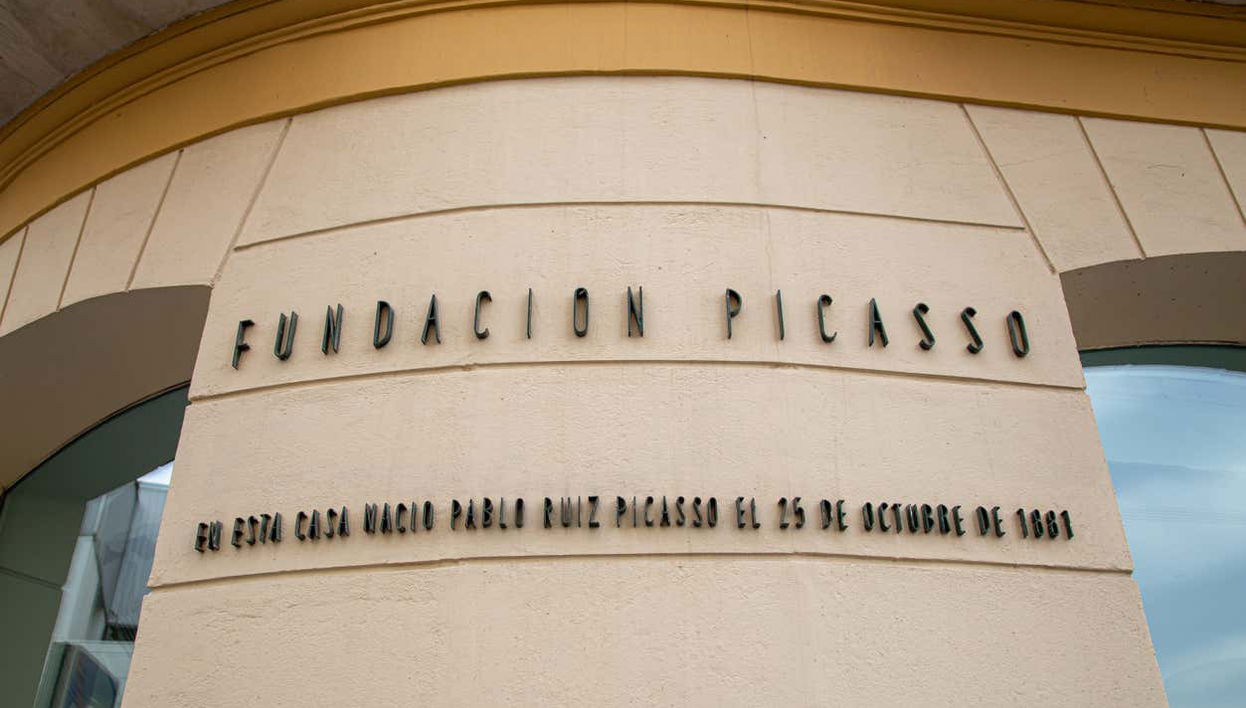 FUNDACION PICASSO
EN ESTA CASA NACIO PABLO RUIZ PICASSO EL 25 DE OCTUBRE DE 1881